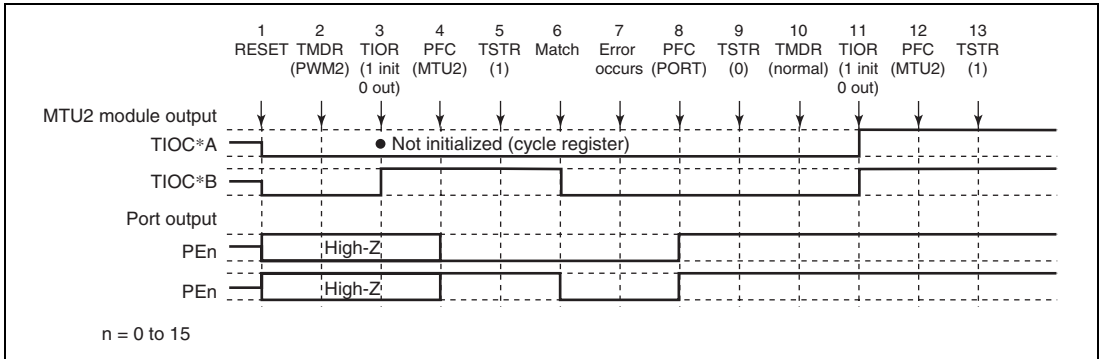 1 2 3 4 5 6 7 8 9 10 11 12 13
RESET TMDR TIOR PFC TSTR Match Error PFC TSTR TMDR TIOR PFC TSTR
(PWM2) (1 init (MTU2) (1) occurs (PORT) (0) (normal) (1 init (MTU2) (1)
0 out) 0 out)
MTU2 module output
TIOC*A ● Not initialized (cycle register)
TIOC*B
Port output
PEn High-Z
PEn High-Z
n = 0 to 15